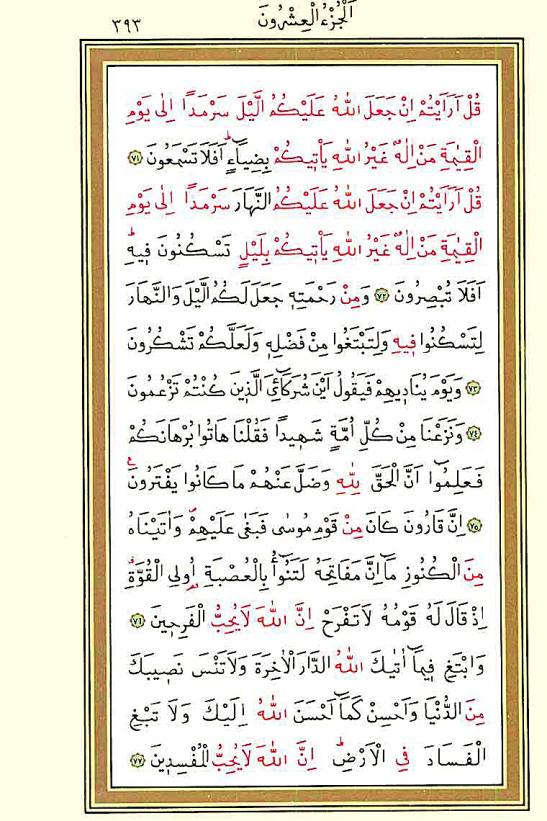 اَلْجُزْءُ الْعِشْرُونَ ٣٩٣
قُلْ اَرَاَيْتُمْ اِنْ جَعَلَ اللّٰهُ عَلَيْكُمُ الَّيْلَ سَرْمَدًا اِلٰى يَوْمِ
الْقِيٰمَةِ مَنْ اِلٰهٌ غَيْرُ اللّٰهِ يَأْتٖيكُمْ بِضِيَٓاءٍۜ اَفَلَا تَسْمَعُونَ ﴿٧١﴾
قُلْ اَرَاَيْتُمْ اِنْ جَعَلَ اللّٰهُ عَلَيْكُمُ النَّهَارَ سَرْمَدًا اِلٰى يَوْمِ
الْقِيٰمَةِ مَنْ اِلٰهٌ غَيْرُ اللّٰهِ يَأْتٖيكُمْ بِلَيْلٍ تَسْكُنُونَ فٖيهِۜ
اَفَلَا تُبْصِرُونَ ﴿٧٢﴾ وَمِنْ رَحْمَتِهٖ جَعَلَ لَكُمُ الَّيْلَ وَالنَّهَارَ
لِتَسْكُنُوا فٖيهِ وَلِتَبْتَغُوا مِنْ فَضْلِهٖ وَلَعَلَّكُمْ تَشْكُرُونَ
﴿٧٣﴾ وَيَوْمَ يُنَادٖيهِمْ فَيَقُولُ اَيْنَ شُرَكَٓائِيَ الَّذٖينَ كُنْتُمْ تَزْعُمُونَ
﴿٧٤﴾ وَنَزَعْنَا مِنْ كُلِّ اُمَّةٍ شَهٖيدًا فَقُلْنَا هَاتُوا بُرْهَانَكُمْ
فَعَلِمُٓوا اَنَّ الْحَقَّ لِلّٰهِ وَضَلَّ عَنْهُمْ مَا كَانُوا يَفْتَرُونَ ع
﴿٧٥﴾ اِنَّ قَارُونَ كَانَ مِنْ قَوْمِ مُوسٰى فَبَغٰى عَلَيْهِمْۖ وَاٰتَيْنَاهُ
مِنَ الْكُنُوزِ مَٓا اِنَّ مَفَاتِحَهُ لَتَنُٓوأُ بِالْعُصْبَةِ اُو۬لِي الْقُوَّةِۗ
اِذْ قَالَ لَهُ قَوْمُهُ لَا تَفْرَحْ اِنَّ اللّٰهَ لَا يُحِبُّ الْفَرِحٖينَ ﴿٧٦﴾
وَابْتَغِ فٖيمَٓا اٰتٰيكَ اللّٰهُ الدَّارَ الْاٰخِرَةَ وَلَا تَنْسَ نَصٖيبَكَ
مِنَ الدُّنْيَا وَاَحْسِنْ كَمَٓا اَحْسَنَ اللّٰهُ اِلَيْكَ وَلَا تَبْغِ
الْفَسَادَ فِي الْاَرْضِۜ اِنَّ اللّٰهَ لَا يُحِبُّ الْمُفْسِدٖينَ ﴿٧٧﴾